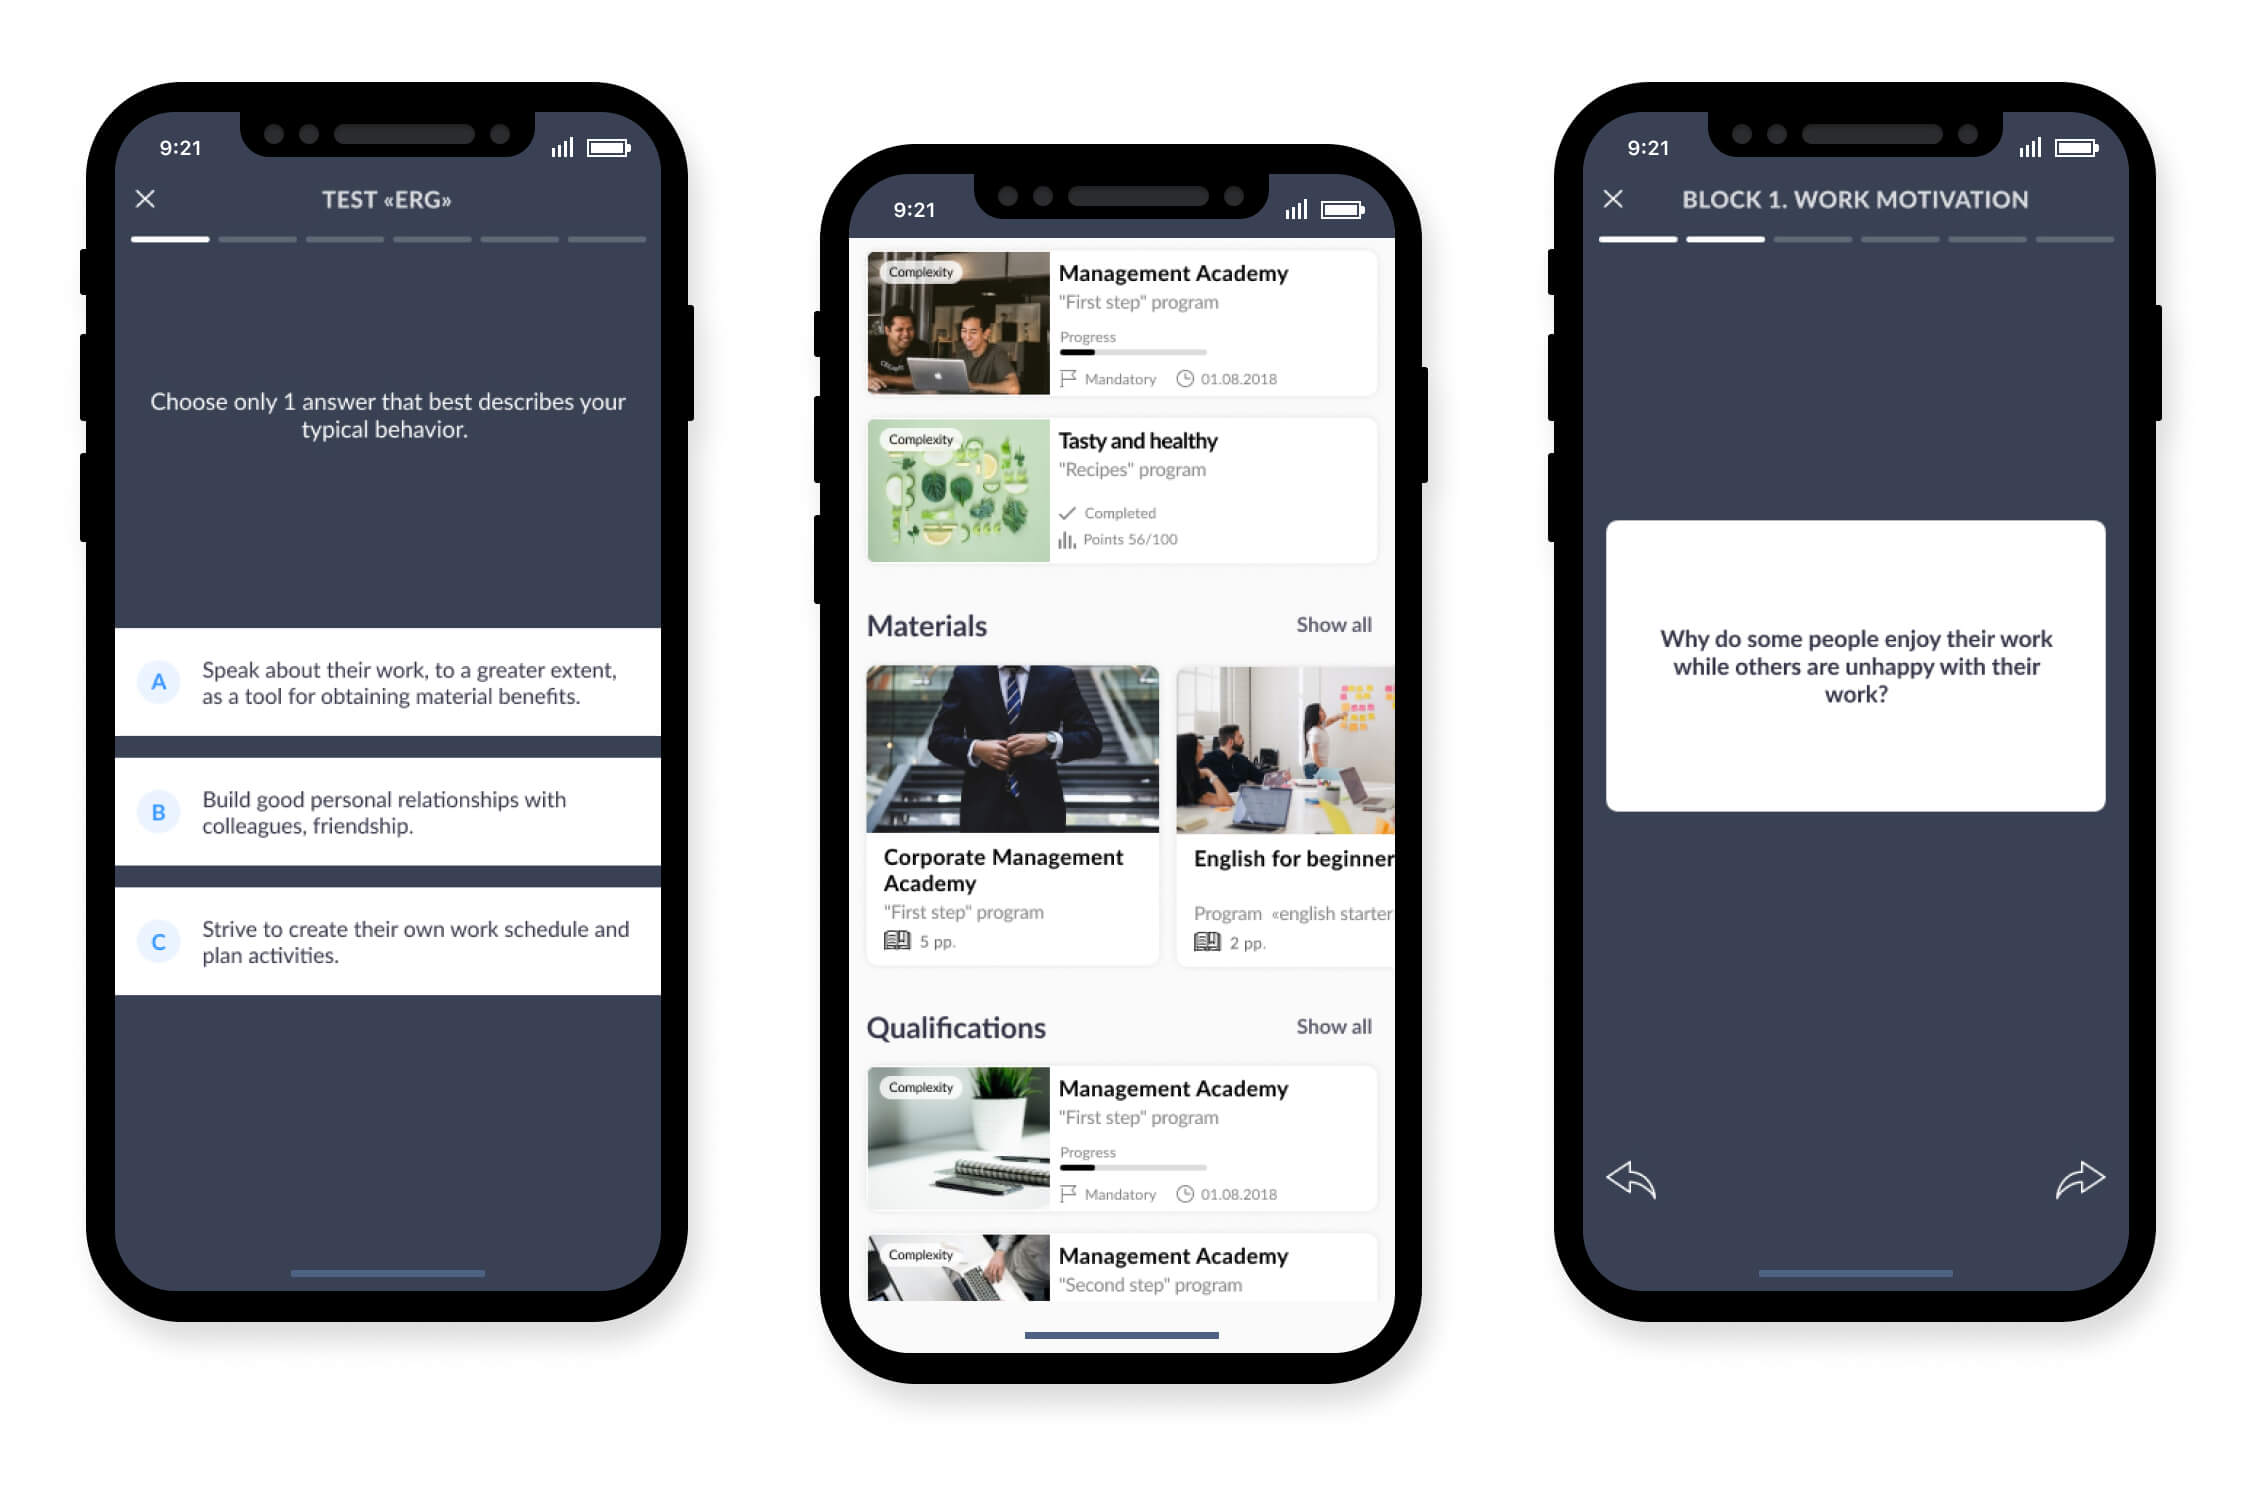 9:21
TEST «ERG»
Choose only 1 answer that best describes your
typical behavior.
A
Speak about their work, to a greater extent,
as a tool for obtaining material benefits.
B
Build good personal relationships with
colleagues, friendship.
C
Strive to create their own work schedule and
plan activities.
9:21
Complexity
Management Academy
"First step" program
Progress
Mandatory
01.08.2018
Complexity
Tasty and healthy
"Recipes" program
Completed
Points 56/100
Materials
Show all
Corporate Management
Academy
"First step" program
5 pp.
English for beginner
Program «english starter
2 pp.
Qualifications
Show all
Complexity
Management Academy
"First step" program
Progress
Mandatory
01.08.2018
Complexity
Management Academy
"Second step" program
9:21
BLOCK 1. WORK MOTIVATION
Why do some people enjoy their work
while others are unhappy with their
work?